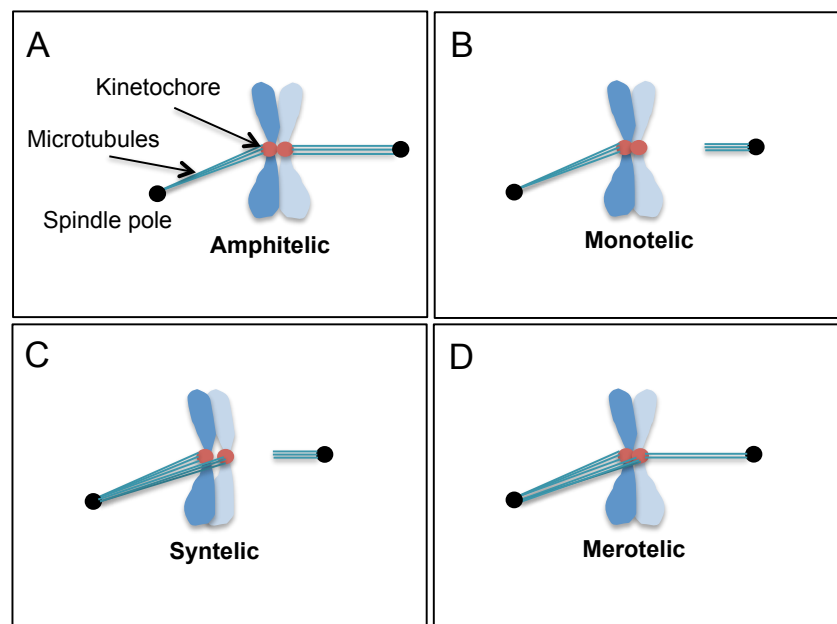 A
Kinetochore
Microtubules
Spindle pole
Amphitelic
B
Monotelic
C
Syntelic
D
Merotelic